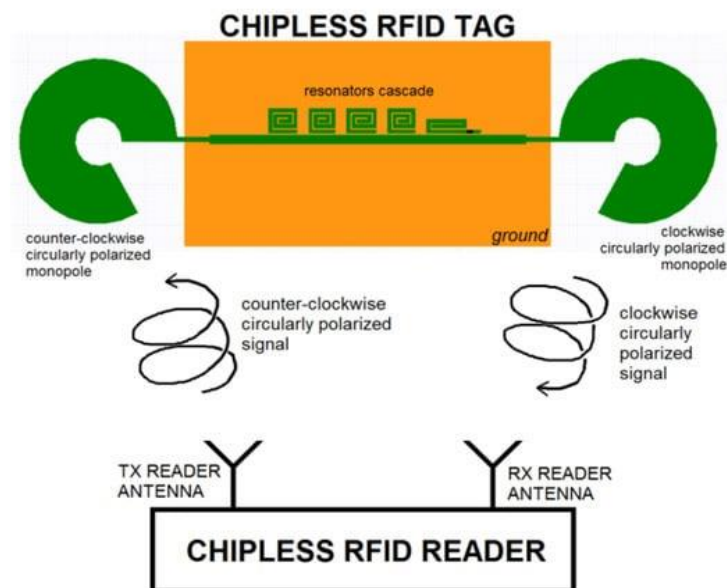 CHIPLESS RFID TAG
resonators cascade
ground
counter-clockwise
circularly polarized
monopole
clockwise
circularly polarized
monopole
counter-clockwise
circularly polarized
signal
clockwise
circularly
polarized
signal
TX READER
ANTENNA
RX READER
ANTENNA
CHIPLESS RFID READER